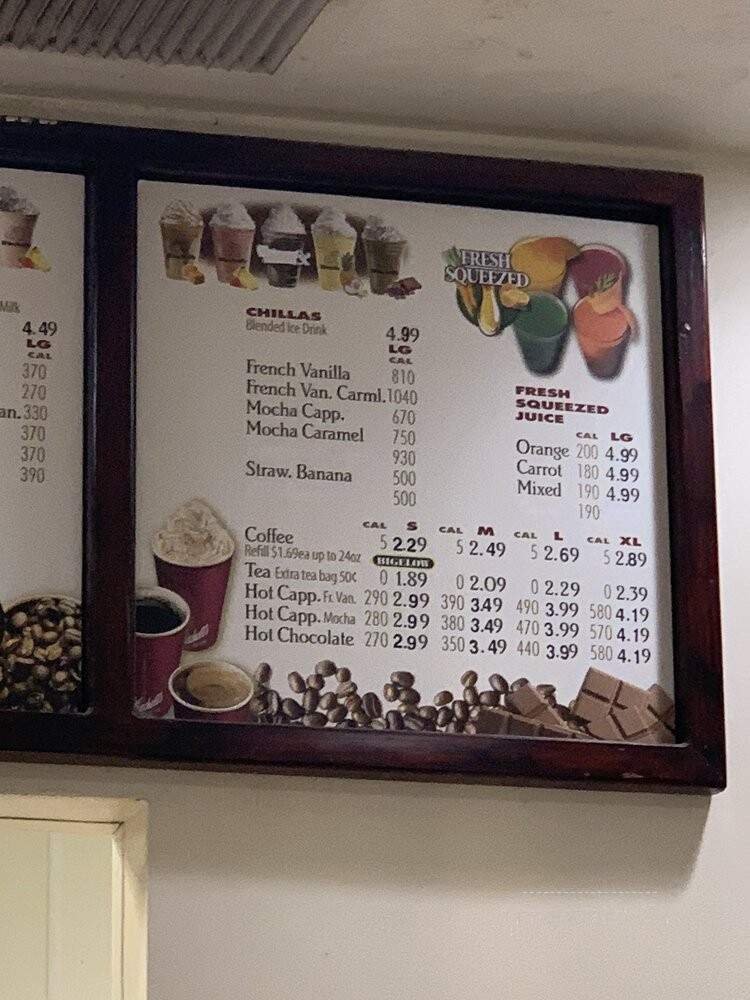 Milk
4.49
LG
CAL
370
270
an. 330
370
370
390
CHILLAS
Blended Ice Drink
4.99
LG
CAL
French Vanilla 810
French Van. Carml. 1040
Mocha Capp. 670
Mocha Caramel 750
930
Straw. Banana 500
500
FRESH
SQUEEZED
FRESH
SQUEEZED
JUICE
CAL LG
Orange 200 4.99
Carrot 180 4.99
Mixed 190 4.99
190
CAL S CAL M CAL L CAL XL
Coffee 5 2.29 5 2.49 5 2.69 5 2.89
Refill $1.69ea up to 24oz BIGELOW
Tea Extra tea bag 50¢ 0 1.89 0 2.09 0 2.29 0 2.39
Hot Capp. Fr. Van. 290 2.99 390 3.49 490 3.99 580 4.19
Hot Capp. Mocha 280 2.99 380 3.49 470 3.99 570 4.19
Hot Chocolate 270 2.99 350 3.49 440 3.99 580 4.19